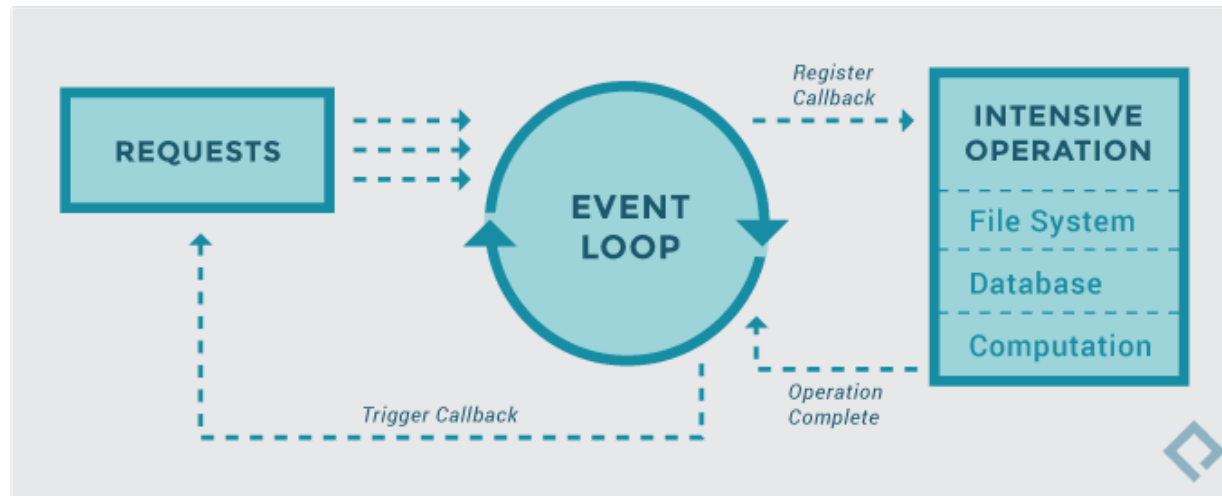 REQUESTS
EVENT
LOOP
Register
Callback
INTENSIVE
OPERATION
File System
Database
Computation
Operation
Complete
Trigger Callback